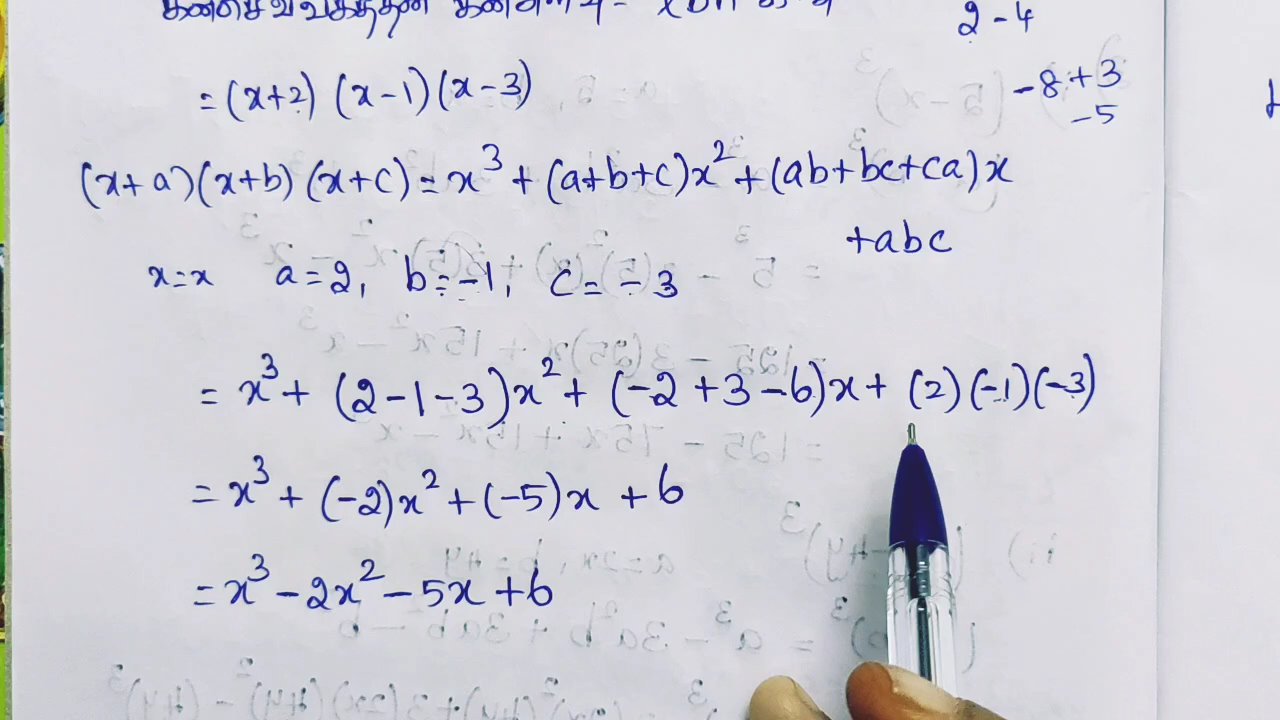 2 - 4
= (x+2) (x-1) (x-3)
-8+3
-5
(x+a)(x+b) (x+c) = x³ + (a+b+c)x² + (ab+bc+ca)x
+abc
x=x a=2, b=-1, c=-3
= x³ + (2-1-3)x² + (-2+3-6)x + (2)(-1)(-3)
= x³ + (-2)x² + (-5)x + 6
= x³ - 2x² - 5x + 6